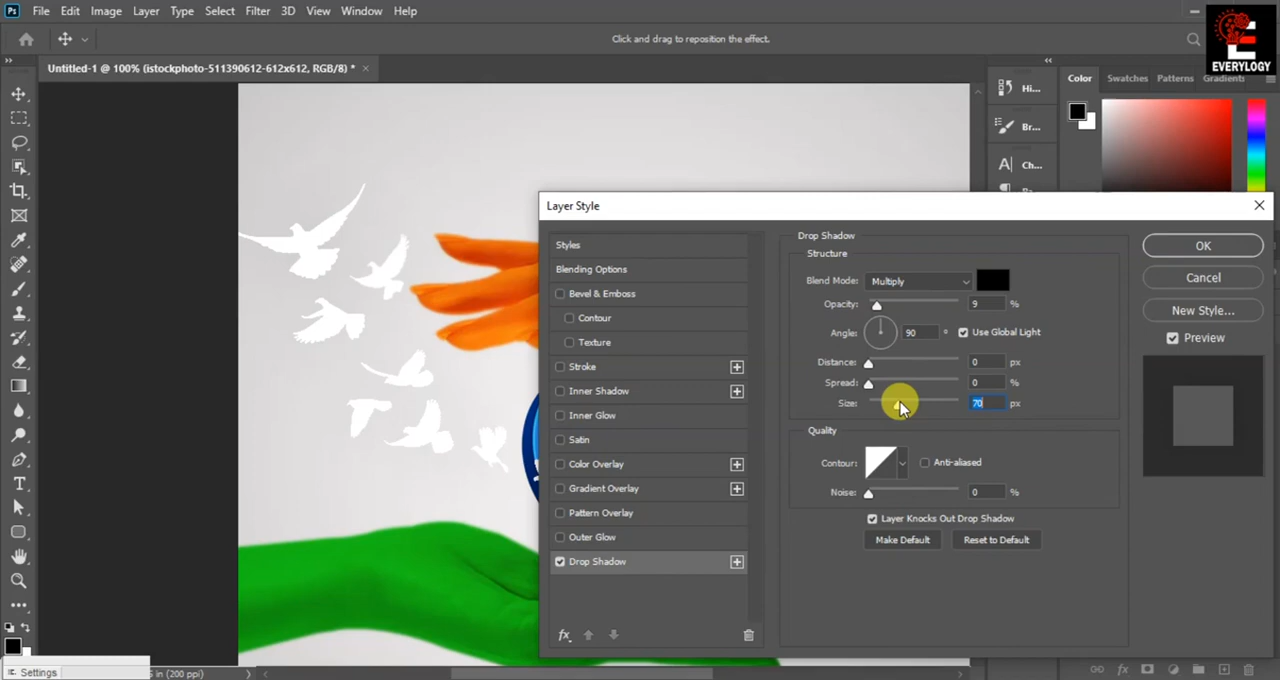 Ps File Edit Image Layer Type Select Filter 3D View Window Help
Click and drag to reposition the effect.
EVERYLOGY
Untitled-1 @ 100% (istockphoto-511390612-612x612, RGB/8) * ×
Color Swatches Patterns Gradients
Hi...
Br...
Ch...
Layer Style
Styles
Blending Options
Bevel & Emboss
Contour
Texture
Stroke
Inner Shadow
Inner Glow
Satin
Color Overlay
Gradient Overlay
Pattern Overlay
Outer Glow
Drop Shadow
fx
Drop Shadow
Structure
Blend Mode: Multiply
Opacity: 9 %
Angle: 90 ° Use Global Light
Distance: 0 px
Spread: 0 %
Size: 70 px
Quality
Contour: Anti-aliased
Noise: 0 %
Layer Knocks Out Drop Shadow
Make Default Reset to Default
OK
Cancel
New Style...
Preview
Settings
in (200 ppi)
fx